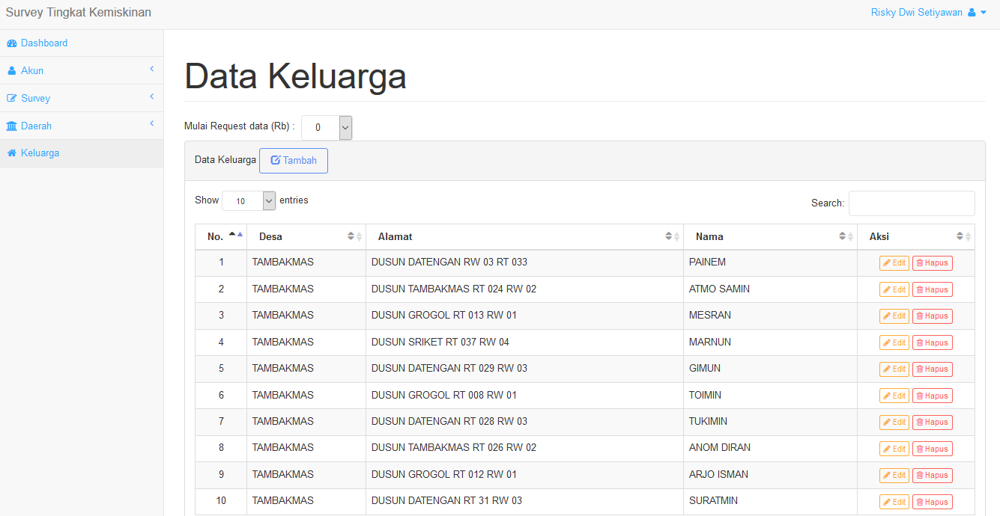 Survey Tingkat Kemiskinan
Risky Dwi Setiyawan
Dashboard
Akun
Survey
Daerah
Keluarga
Data Keluarga
Mulai Request data (Rb) : 0
Data Keluarga Tambah
Show 10 entries
Search:
No. Desa Alamat Nama Aksi
1 TAMBAKMAS DUSUN DATENGAN RW 03 RT 033 PAINEM Edit Hapus
2 TAMBAKMAS DUSUN TAMBAKMAS RT 024 RW 02 ATMO SAMIN Edit Hapus
3 TAMBAKMAS DUSUN GROGOL RT 013 RW 01 MESRAN Edit Hapus
4 TAMBAKMAS DUSUN SRIKET RT 037 RW 04 MARNUN Edit Hapus
5 TAMBAKMAS DUSUN DATENGAN RT 029 RW 03 GIMUN Edit Hapus
6 TAMBAKMAS DUSUN GROGOL RT 008 RW 01 TOIMIN Edit Hapus
7 TAMBAKMAS DUSUN DATENGAN RT 028 RW 03 TUKIMIN Edit Hapus
8 TAMBAKMAS DUSUN TAMBAKMAS RT 026 RW 02 ANOM DIRAN Edit Hapus
9 TAMBAKMAS DUSUN GROGOL RT 012 RW 01 ARJO ISMAN Edit Hapus
10 TAMBAKMAS DUSUN DATENGAN RT 31 RW 03 SURATMIN Edit Hapus